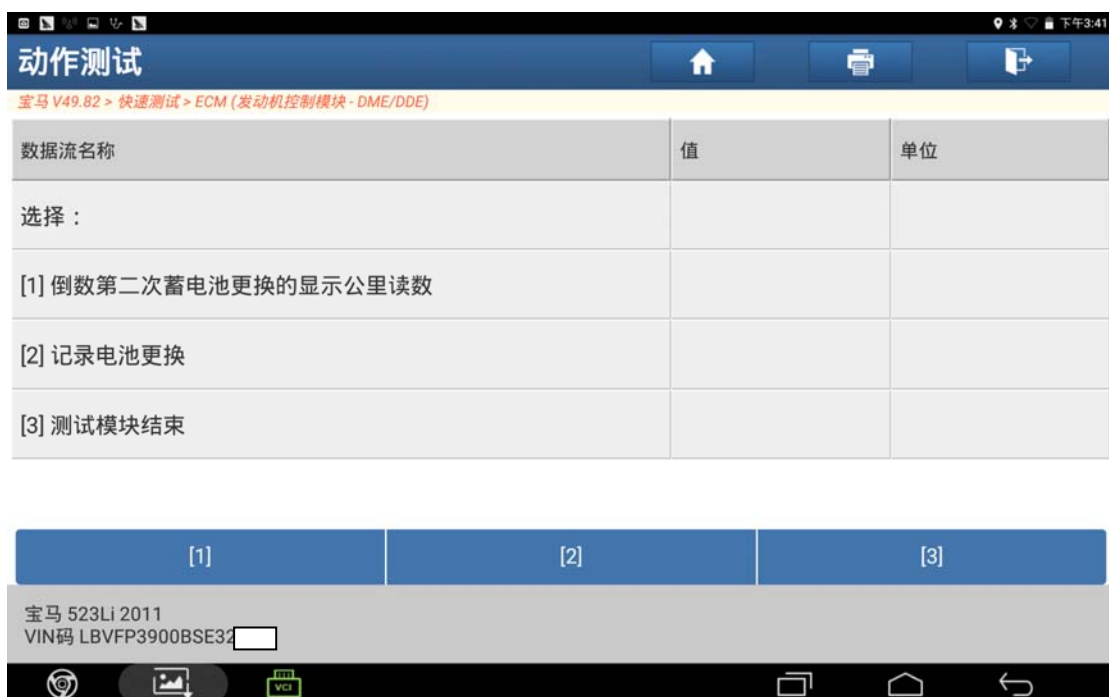 下午3:41
动作测试
宝马 V49.82 > 快速测试 > ECM (发动机控制模块 - DME/DDE)
数据流名称 值 单位
选择：
[1] 倒数第二次蓄电池更换的显示公里读数
[2] 记录电池更换
[3] 测试模块结束
[1] [2] [3]
宝马 523Li 2011
VIN码 LBVFP3900BSE32
VCI